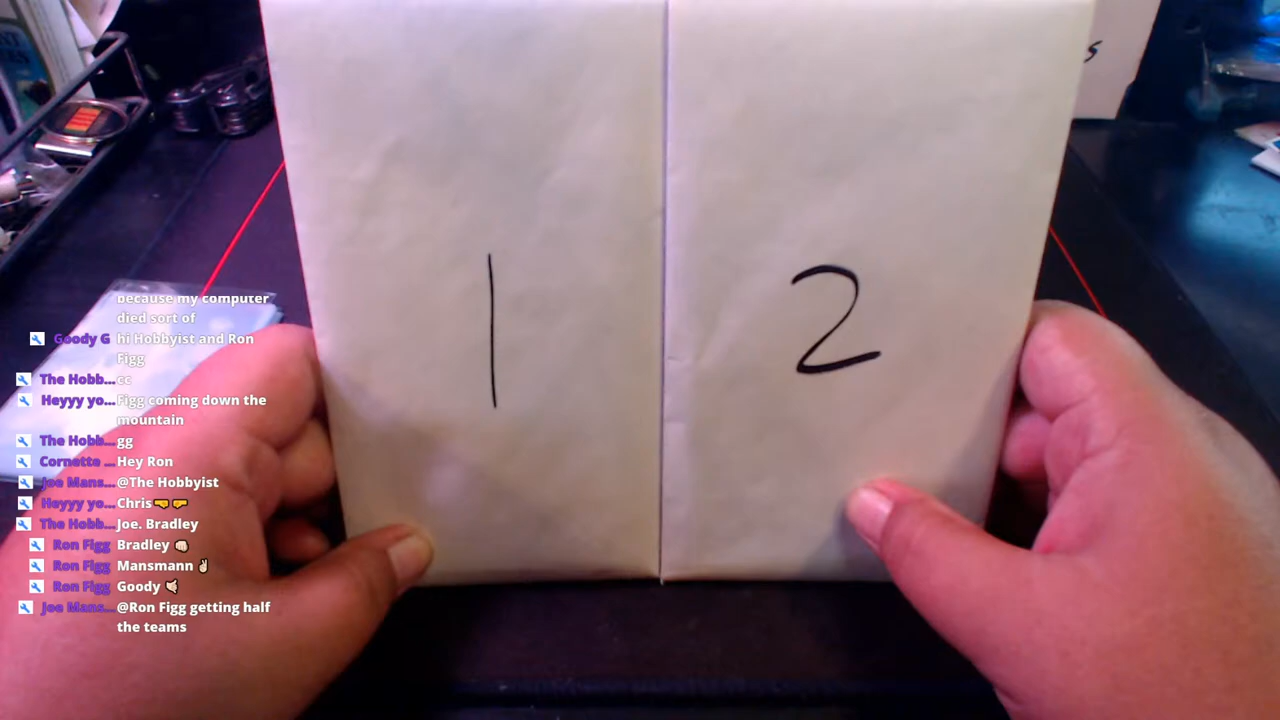 1
2
because my computer
died sort of
Goody G hi Hobbyist and Ron
Figg
The Hobb... cc
Heyyy yo... Figg coming down the
mountain
The Hobb... gg
Cornette ... Hey Ron
Joe Mans... @The Hobbyist
Heyyy yo... Chris🤜🤛
The Hobb... Joe. Bradley
Ron Figg Bradley 👊🏻
Ron Figg Mansmann ✌🏻
Ron Figg Goody 🤙🏻
Joe Mans... @Ron Figg getting half
the teams